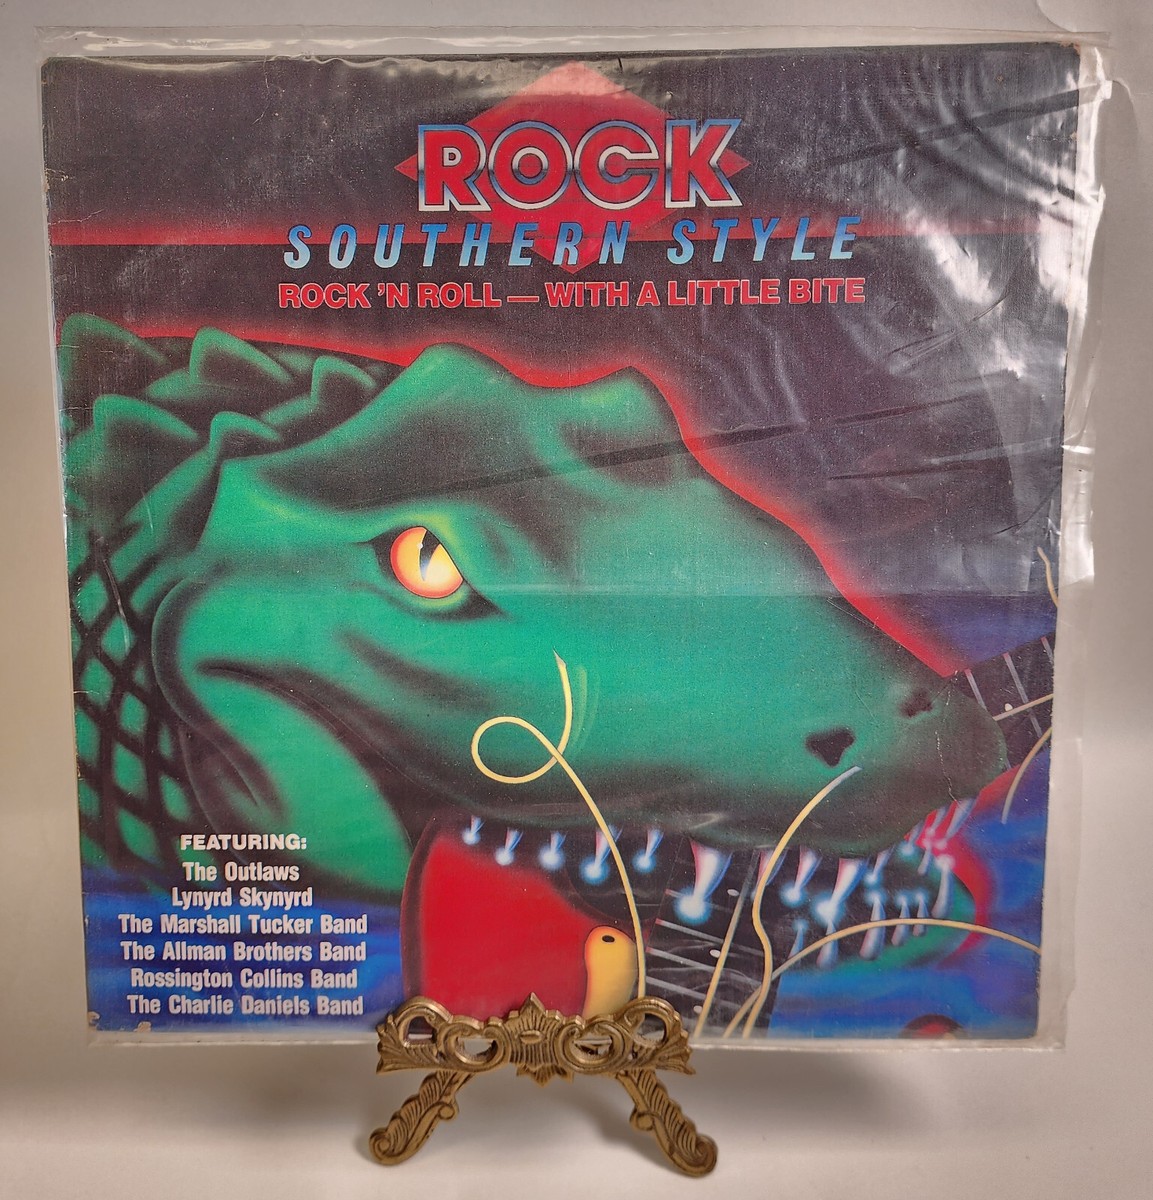 ROCK
SOUTHERN STYLE
ROCK 'N ROLL — WITH A LITTLE BITE
FEATURING:
The Outlaws
Lynyrd Skynyrd
The Marshall Tucker Band
The Allman Brothers Band
Rossington Collins Band
The Charlie Daniels Band